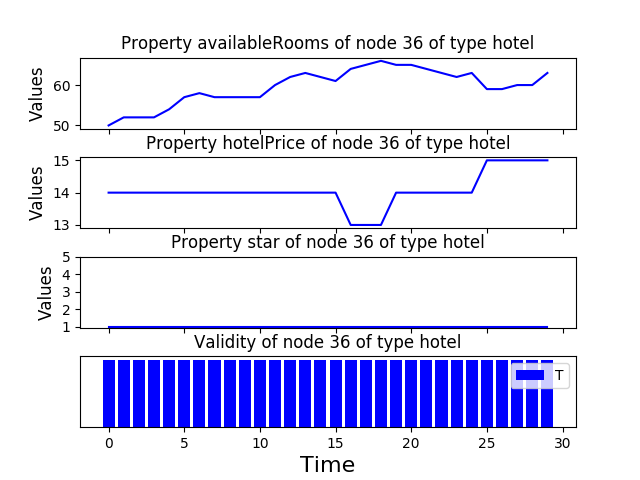 Property availableRooms of node 36 of type hotel
60
50
Values
Property hotelPrice of node 36 of type hotel
15
14
13
Values
Property star of node 36 of type hotel
5
4
3
2
1
Values
Validity of node 36 of type hotel
T
0 5 10 15 20 25 30
Time